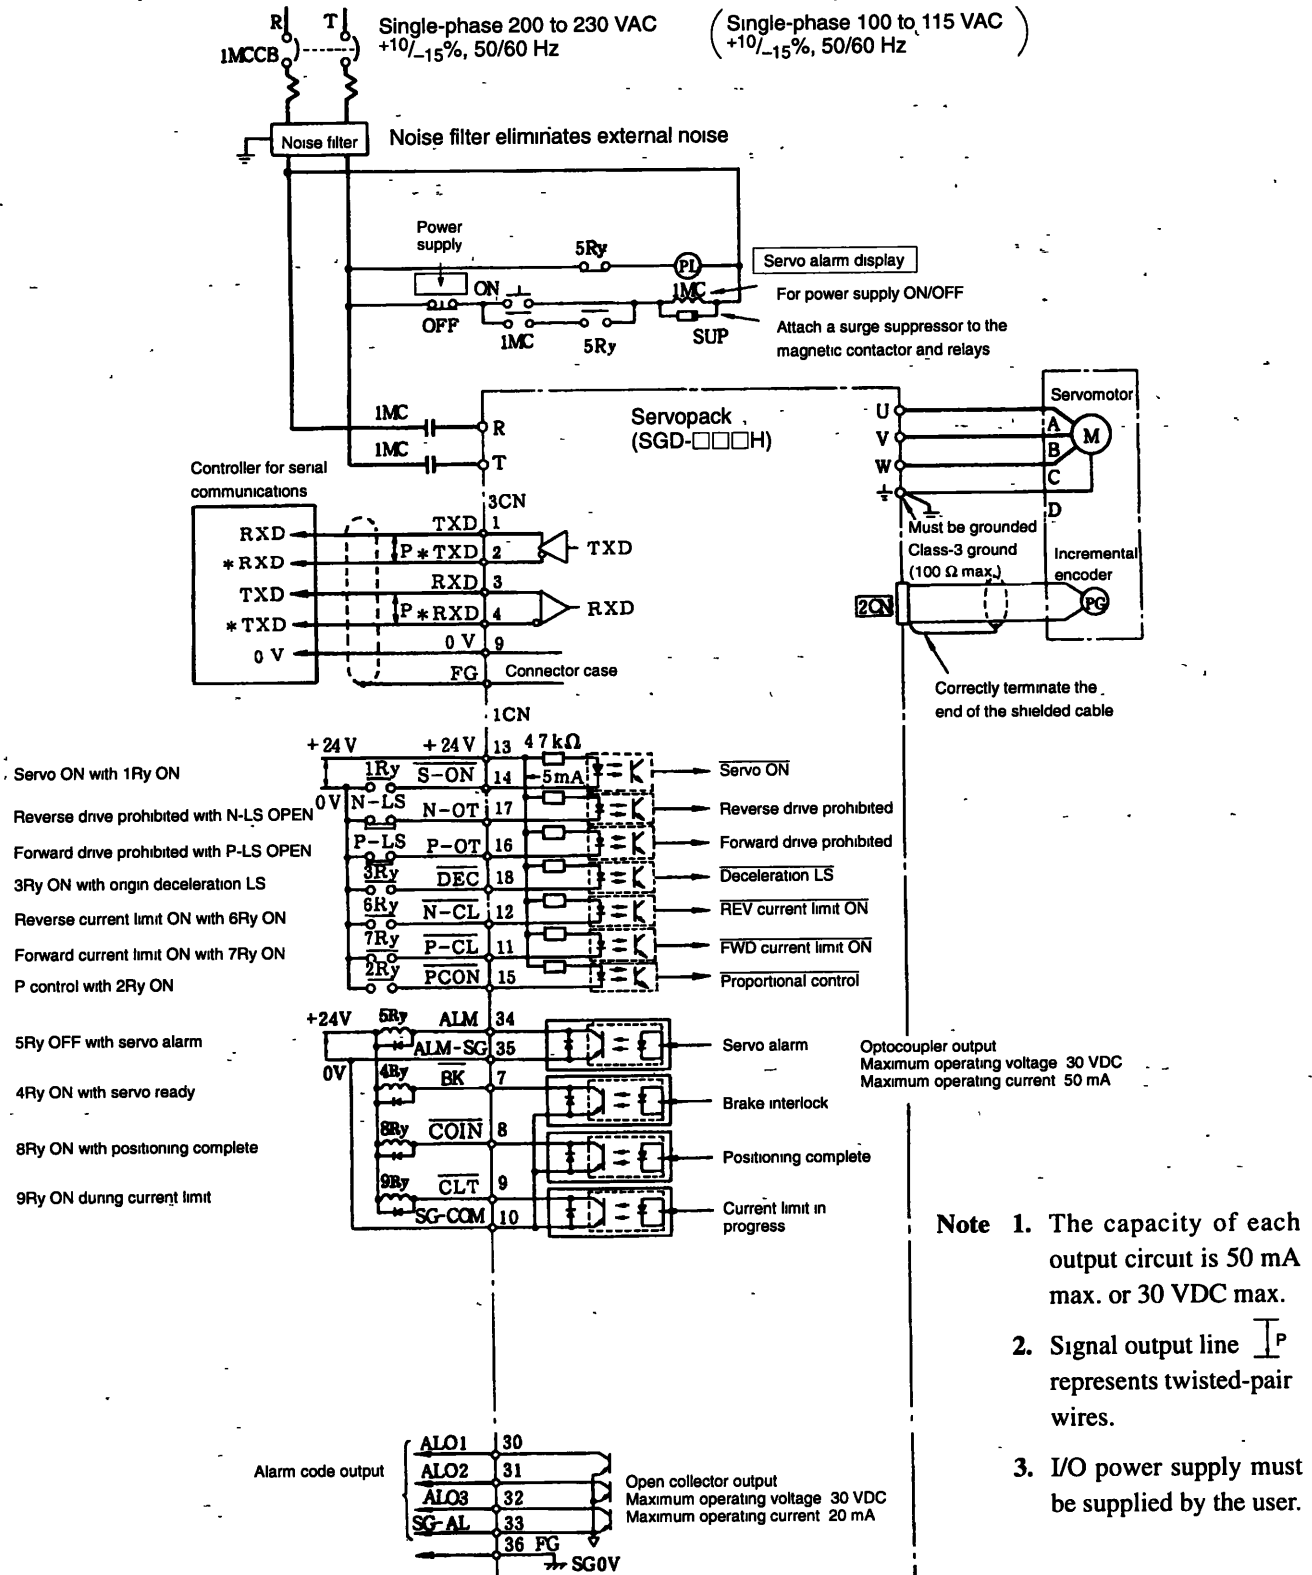 R T Single-phase 200 to 230 VAC
+10/−15%, 50/60 Hz
(Single-phase 100 to 115 VAC
+10/−15%, 50/60 Hz)
1MCCB
Noise filter
Noise filter eliminates external noise
Power
supply
5Ry
PL
Servo alarm display
ON
1MC
For power supply ON/OFF
OFF
1MC
5Ry
SUP
Attach a surge suppressor to the
magnetic contactor and relays
1MC
R
1MC
T
Servopack
(SGD-□□□H)
U
V
W
Servomotor
A
B
C
D
M
Must be grounded
Class-3 ground
(100 Ω max.)
Incremental
encoder
2CN
PG
Correctly terminate the
end of the shielded cable
Controller for serial
communications
3CN
RXD TXD 1
*RXD P *TXD 2 TXD
TXD RXD 3
*TXD P *RXD 4 RXD
0 V 0 V 9
FG Connector case
1CN
+24V +24V 13 4 7 kΩ
Servo ON with 1Ry ON 1Ry S-ON 14 5mA Servo ON
0V
Reverse drive prohibited with N-LS OPEN N-LS N-OT 17 Reverse drive prohibited
Forward drive prohibited with P-LS OPEN P-LS P-OT 16 Forward drive prohibited
3Ry ON with origin deceleration LS 3Ry DEC 18 Deceleration LS
Reverse current limit ON with 6Ry ON 6Ry N-CL 12 REV current limit ON
Forward current limit ON with 7Ry ON 7Ry P-CL 11 FWD current limit ON
P control with 2Ry ON 2Ry PCON 15 Proportional control
+24V 5Ry ALM 34
5Ry OFF with servo alarm ALM-SG 35 Servo alarm
0V
4Ry ON with servo ready 4Ry BK 7 Brake interlock
8Ry ON with positioning complete 8Ry COIN 8 Positioning complete
9Ry ON during current limit 9Ry CLT 9 Current limit in
progress
SG-COM 10
Optocoupler output
Maximum operating voltage 30 VDC
Maximum operating current 50 mA
Note 1. The capacity of each
output circuit is 50 mA
max. or 30 VDC max.
2. Signal output line P
represents twisted-pair
wires.
3. I/O power supply must
be supplied by the user.
Alarm code output
ALO1 30
ALO2 31
ALO3 32
SG-AL 33
36 FG
SG0V
Open collector output
Maximum operating voltage 30 VDC
Maximum operating current 20 mA